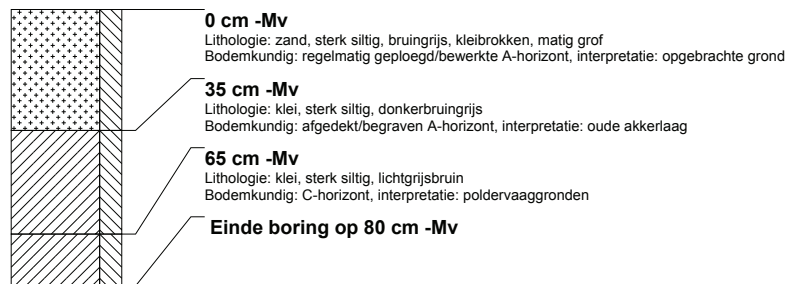 0 cm -Mv
Lithologie: zand, sterk siltig, bruingrijs, kleibrokken, matig grof
Bodemkundig: regelmatig geploegd/bewerkte A-horizont, interpretatie: opgebrachte grond
35 cm -Mv
Lithologie: klei, sterk siltig, donkerbruingrijs
Bodemkundig: afgedekt/begraven A-horizont, interpretatie: oude akkerlaag
65 cm -Mv
Lithologie: klei, sterk siltig, lichtgrijsbruin
Bodemkundig: C-horizont, interpretatie: poldervaaggronden
Einde boring op 80 cm -Mv